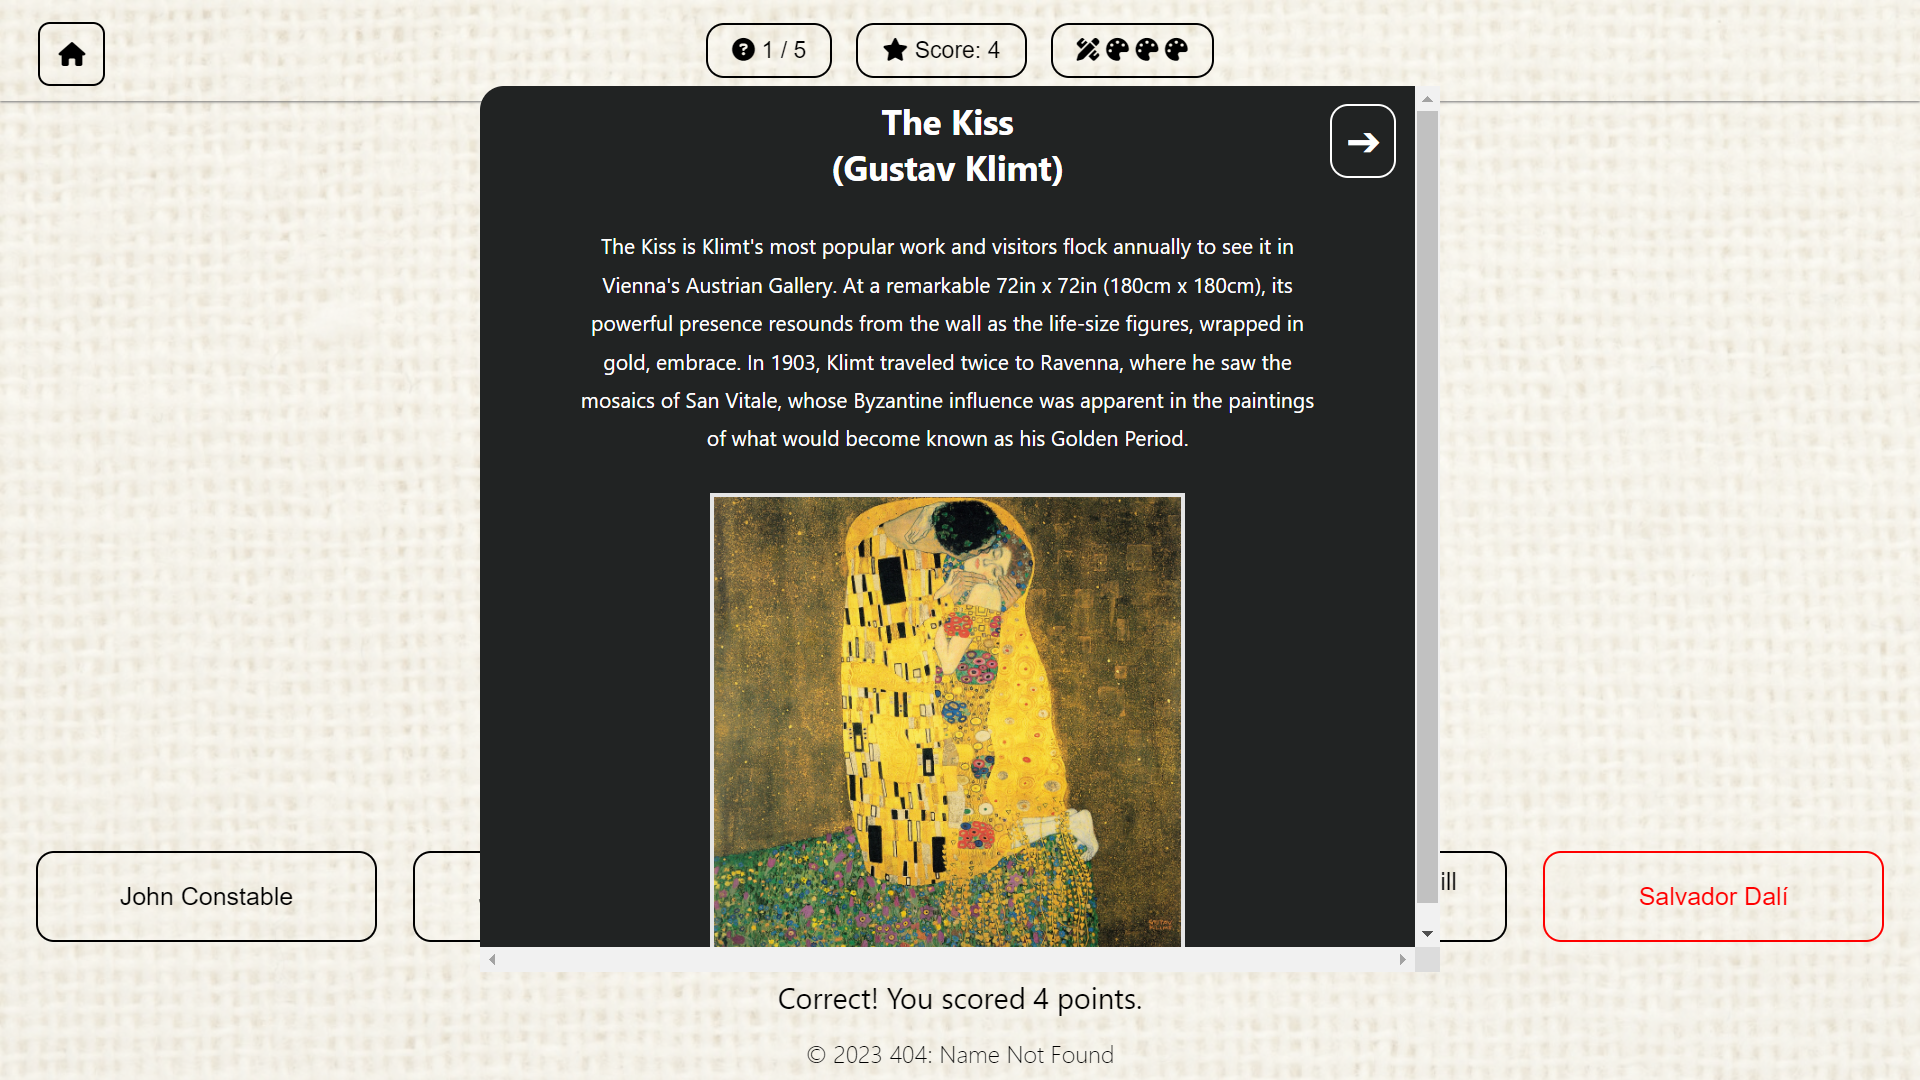 1 / 5
Score: 4
The Kiss
(Gustav Klimt)
The Kiss is Klimt's most popular work and visitors flock annually to see it in
Vienna's Austrian Gallery. At a remarkable 72in x 72in (180cm x 180cm), its
powerful presence resounds from the wall as the life-size figures, wrapped in
gold, embrace. In 1903, Klimt traveled twice to Ravenna, where he saw the
mosaics of San Vitale, whose Byzantine influence was apparent in the paintings
of what would become known as his Golden Period.
GUSTAV
KLIMT
John Constable
ill
Salvador Dalí
Correct! You scored 4 points.
© 2023 404: Name Not Found